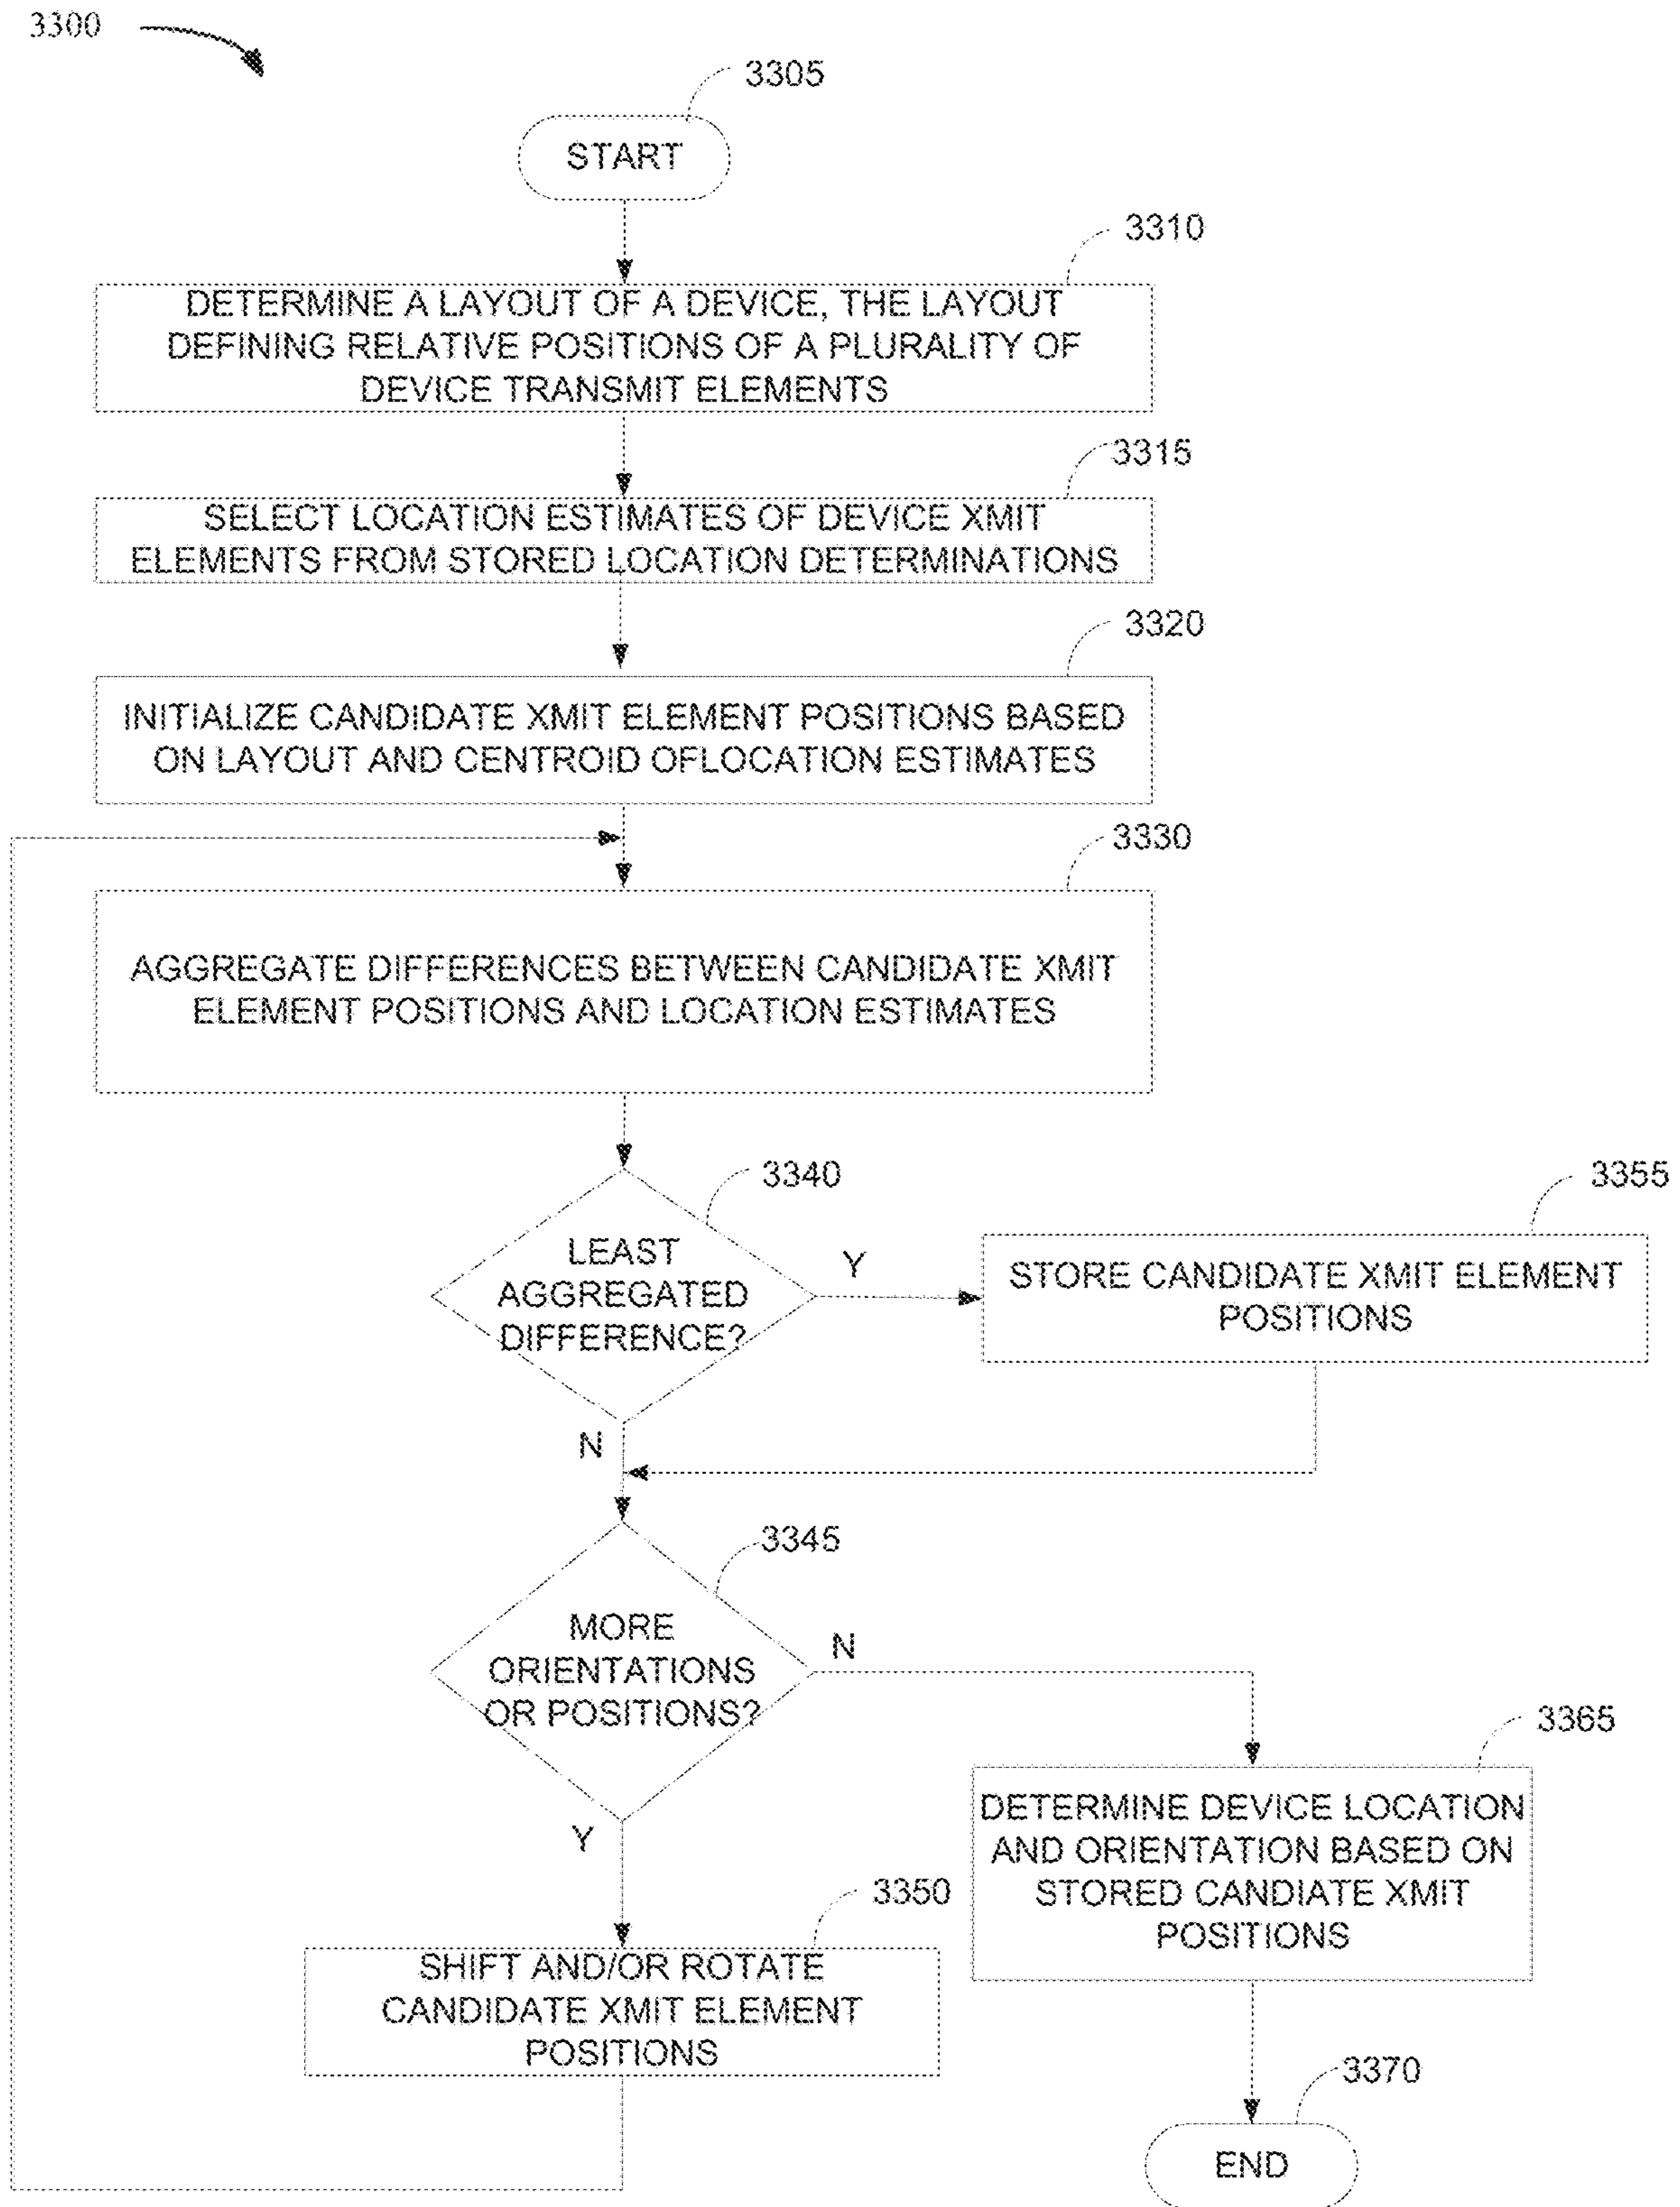 3300
3305
START
3310
DETERMINE A LAYOUT OF A DEVICE, THE LAYOUT
DEFINING RELATIVE POSITIONS OF A PLURALITY OF
DEVICE TRANSMIT ELEMENTS
3315
SELECT LOCATION ESTIMATES OF DEVICE XMIT
ELEMENTS FROM STORED LOCATION DETERMINATIONS
3320
INITIALIZE CANDIDATE XMIT ELEMENT POSITIONS BASED
ON LAYOUT AND CENTROID OFLOCATION ESTIMATES
3330
AGGREGATE DIFFERENCES BETWEEN CANDIDATE XMIT
ELEMENT POSITIONS AND LOCATION ESTIMATES
3340
LEAST
AGGREGATED
DIFFERENCE?
Y
3355
STORE CANDIDATE XMIT ELEMENT
POSITIONS
N
3345
MORE
ORIENTATIONS
OR POSITIONS?
N
3365
DETERMINE DEVICE LOCATION
AND ORIENTATION BASED ON
STORED CANDIATE XMIT
POSITIONS
Y
3350
SHIFT AND/OR ROTATE
CANDIDATE XMIT ELEMENT
POSITIONS
3370
END